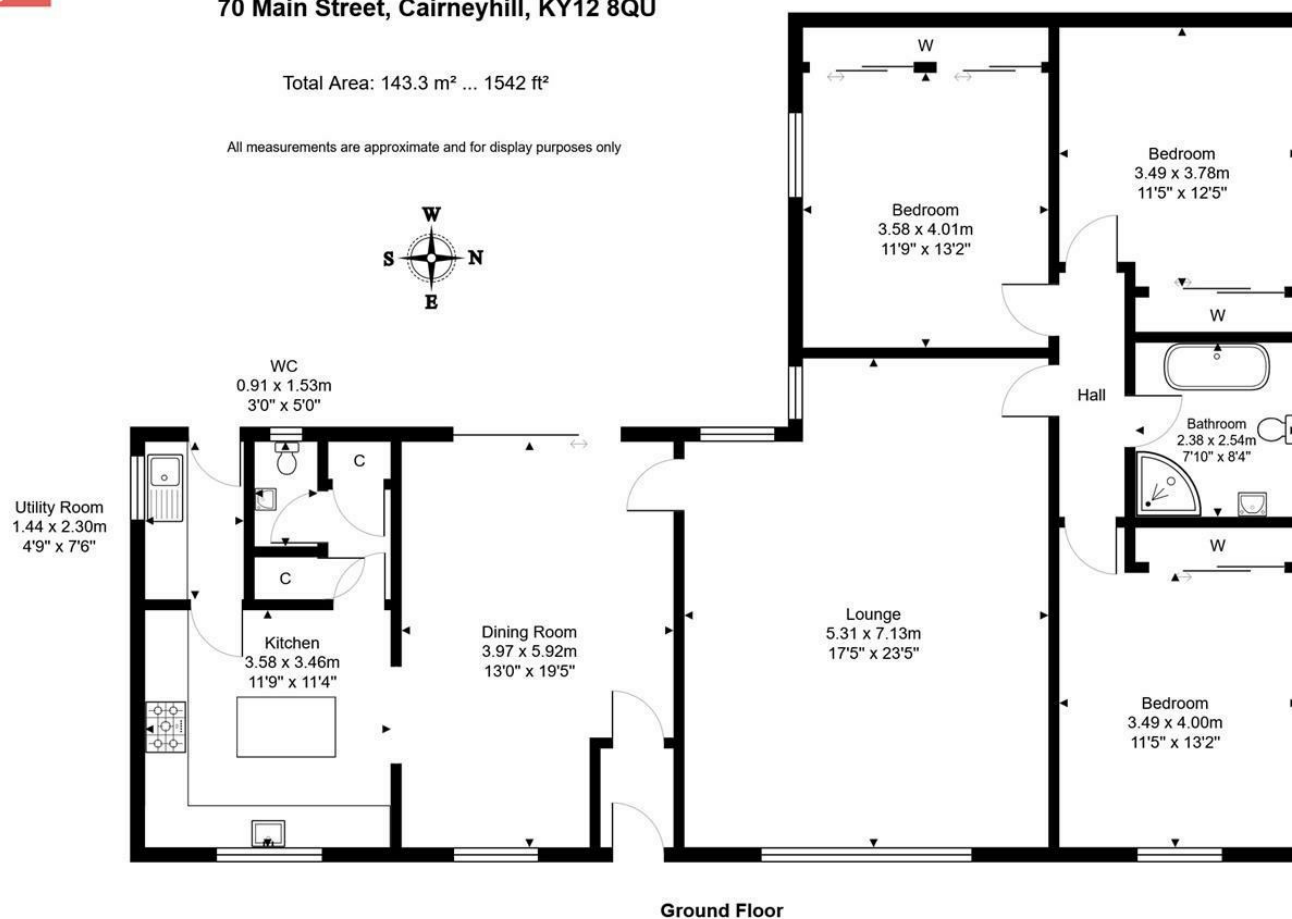 70 Main Street, Cairneyhill, KY12 8QU
Total Area: 143.3 m² ... 1542 ft²
All measurements are approximate and for display purposes only
W
S
N
E
W
Bedroom
3.58 x 4.01m
11'9" x 13'2"
Bedroom
3.49 x 3.78m
11'5" x 12'5"
W
Hall
Bathroom
2.38 x 2.54m
7'10" x 8'4"
WC
0.91 x 1.53m
3'0" x 5'0"
C
Utility Room
1.44 x 2.30m
4'9" x 7'6"
C
Kitchen
3.58 x 3.46m
11'9" x 11'4"
Dining Room
3.97 x 5.92m
13'0" x 19'5"
Lounge
5.31 x 7.13m
17'5" x 23'5"
W
Bedroom
3.49 x 4.00m
11'5" x 13'2"
Ground Floor